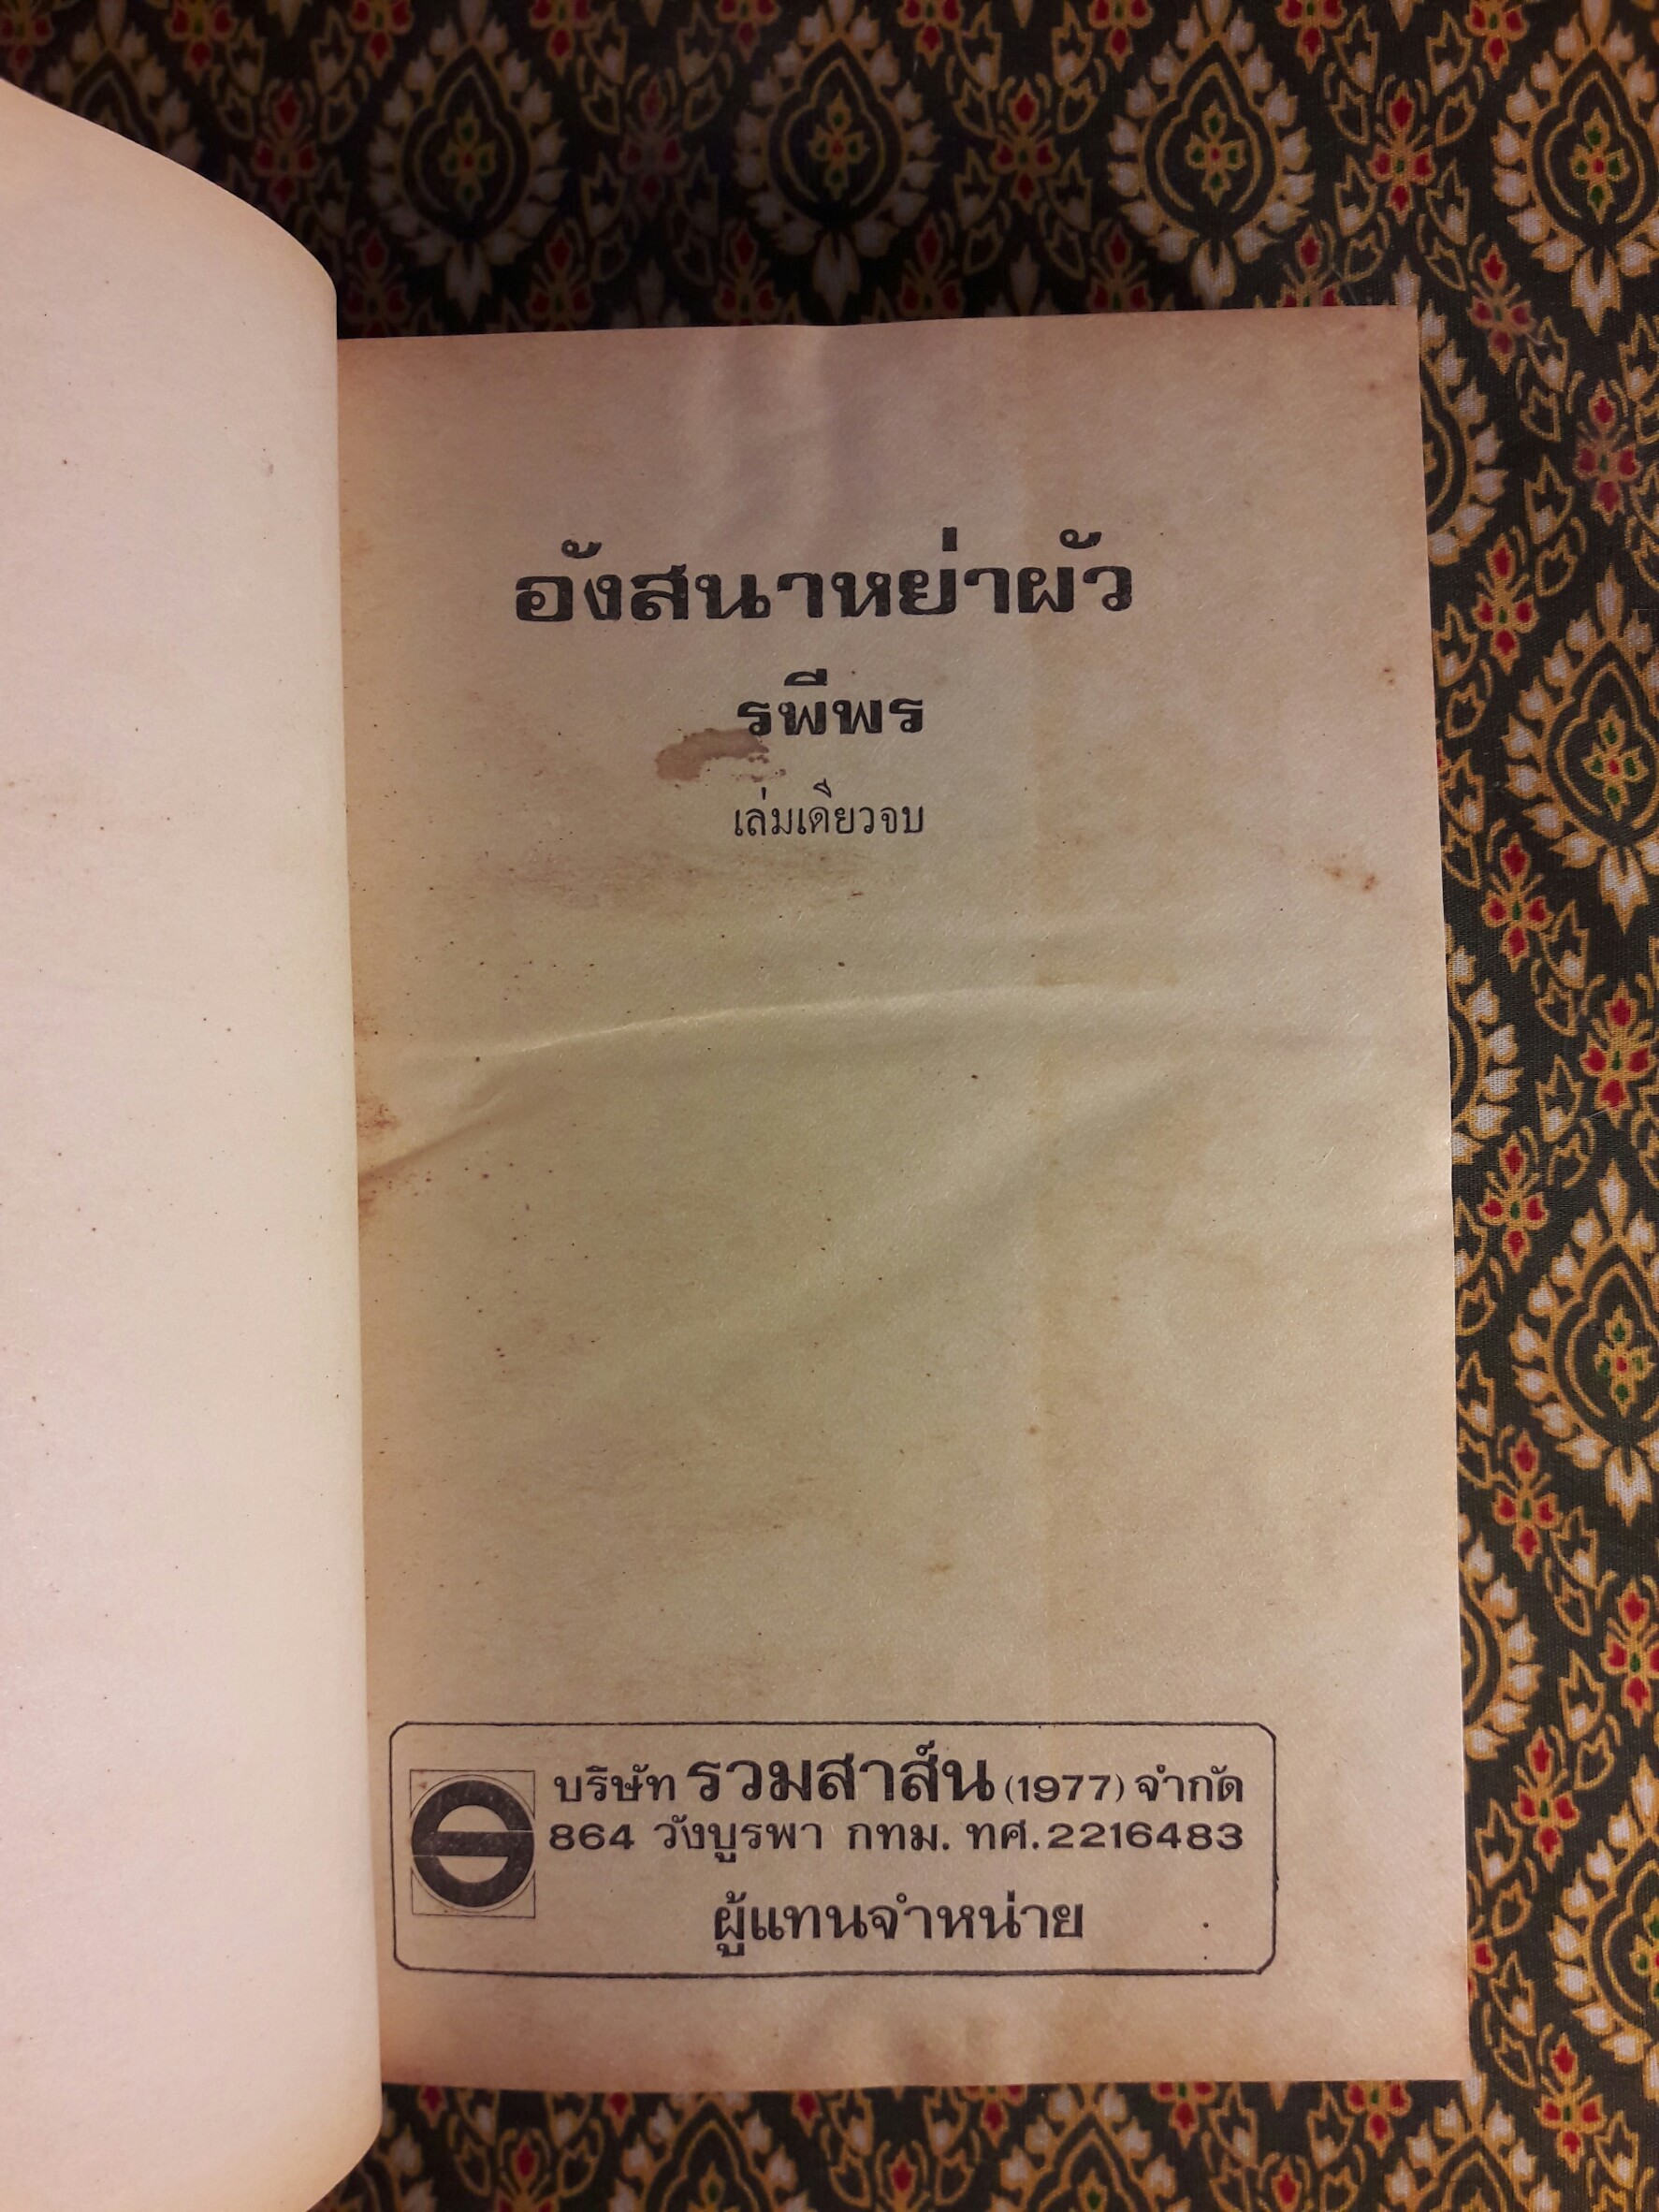 อังสนาหย่าผัว
รพีพร
เล่มเดียวจบ
บริษัท รวมสาส์น (1977) จำกัด
864 วังบูรพา กทม. ทศ. 2216483
ผู้แทนจำหน่าย